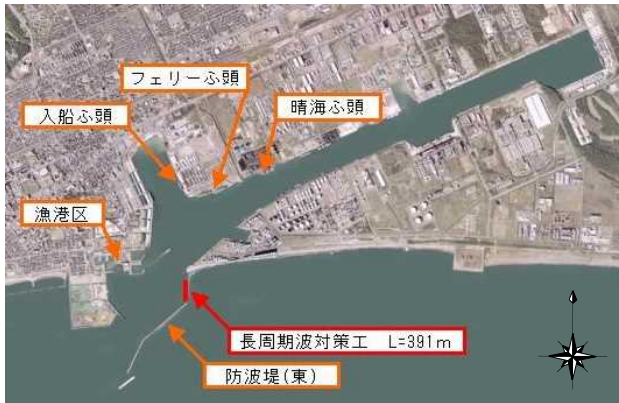 フェリーふ頭
入船ふ頭
晴海ふ頭
漁港区
長周期波対策工 L=391m
防波堤(東)